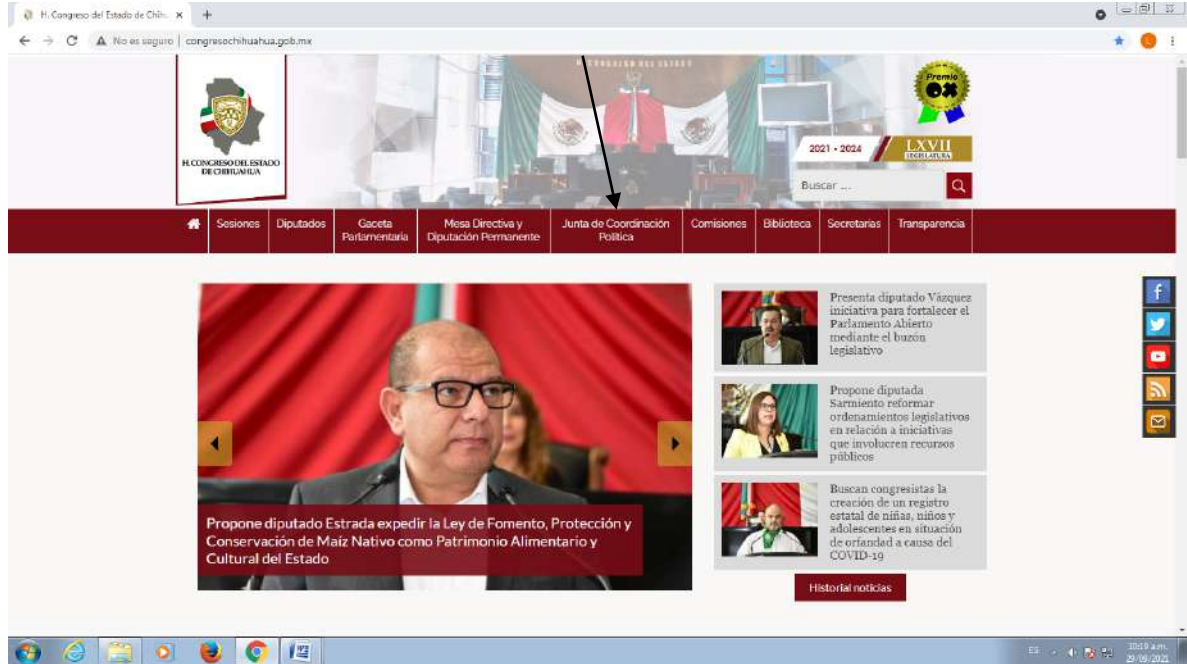 H. Congreso del Estado de Chih.
No es seguro | congresochihuahua.gob.mx
H. CONGRESO DEL ESTADO
Premio
OX
H. CONGRESO DEL ESTADO
DE CHIHUAHUA
2021 - 2024
LXVII
LEGISLATURA
Buscar ...
Sesiones
Diputados
Gaceta
Parlamentaria
Mesa Directiva y
Diputación Permanente
Junta de Coordinación
Política
Comisiones
Biblioteca
Secretarías
Transparencia
Propone diputado Estrada expedir la Ley de Fomento, Protección y
Conservación de Maíz Nativo como Patrimonio Alimentario y
Cultural del Estado
Presenta diputado Vázquez
iniciativa para fortalecer el
Parlamento Abierto
mediante el buzón
legislativo
Propone diputada
Sarmiento reformar
ordenamientos legislativos
en relación a iniciativas
que involucren recursos
públicos
Buscan congresistas la
creación de un registro
estatal de niñas, niños y
adolescentes en situación
de orfandad a causa del
COVID-19
Historial noticias
ES
10:19 a.m.
29/09/2021